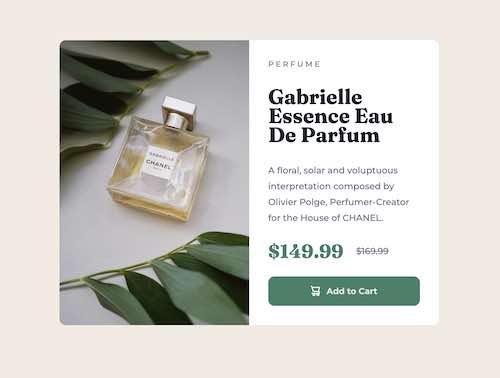 GABRIELLE
CHANEL
PERFUME
Gabrielle
Essence Eau
De Parfum
A floral, solar and voluptuous
interpretation composed by
Olivier Polge, Perfumer-Creator
for the House of CHANEL.
$149.99 $169.99
Add to Cart